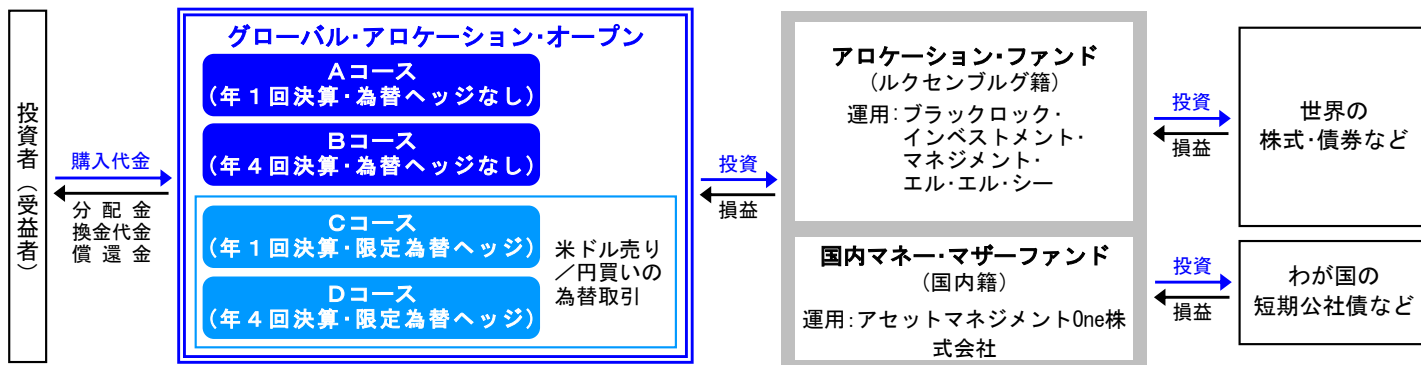 投資者（受益者）
購入代金
分配金
換金代金
償還金
グローバル・アロケーション・オープン
Aコース
（年１回決算・為替ヘッジなし）
Bコース
（年４回決算・為替ヘッジなし）
Cコース
（年１回決算・限定為替ヘッジ）
Dコース
（年４回決算・限定為替ヘッジ）
米ドル売り
／円買いの
為替取引
投資
損益
アロケーション・ファンド
（ルクセンブルグ籍）
運用：ブラックロック・
インベストメント・
マネジメント・
エル・エル・シー
国内マネー・マザーファンド
（国内籍）
運用：アセットマネジメントOne株
式会社
投資
損益
世界の
株式・債券など
投資
損益
わが国の
短期公社債など